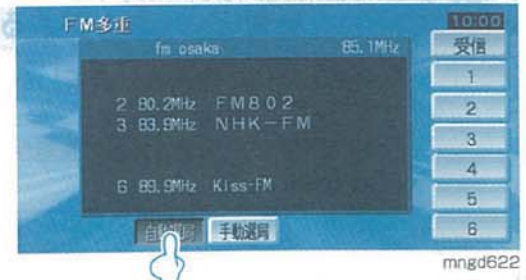 FM多重
10:00
fm osaka 85.1MHz
受信
1
2 80.2MHz FM802
2
3 83.9MHz NHK-FM
3
4
6 89.9MHz Kiss-FM
5
手動選局
6
mngd622